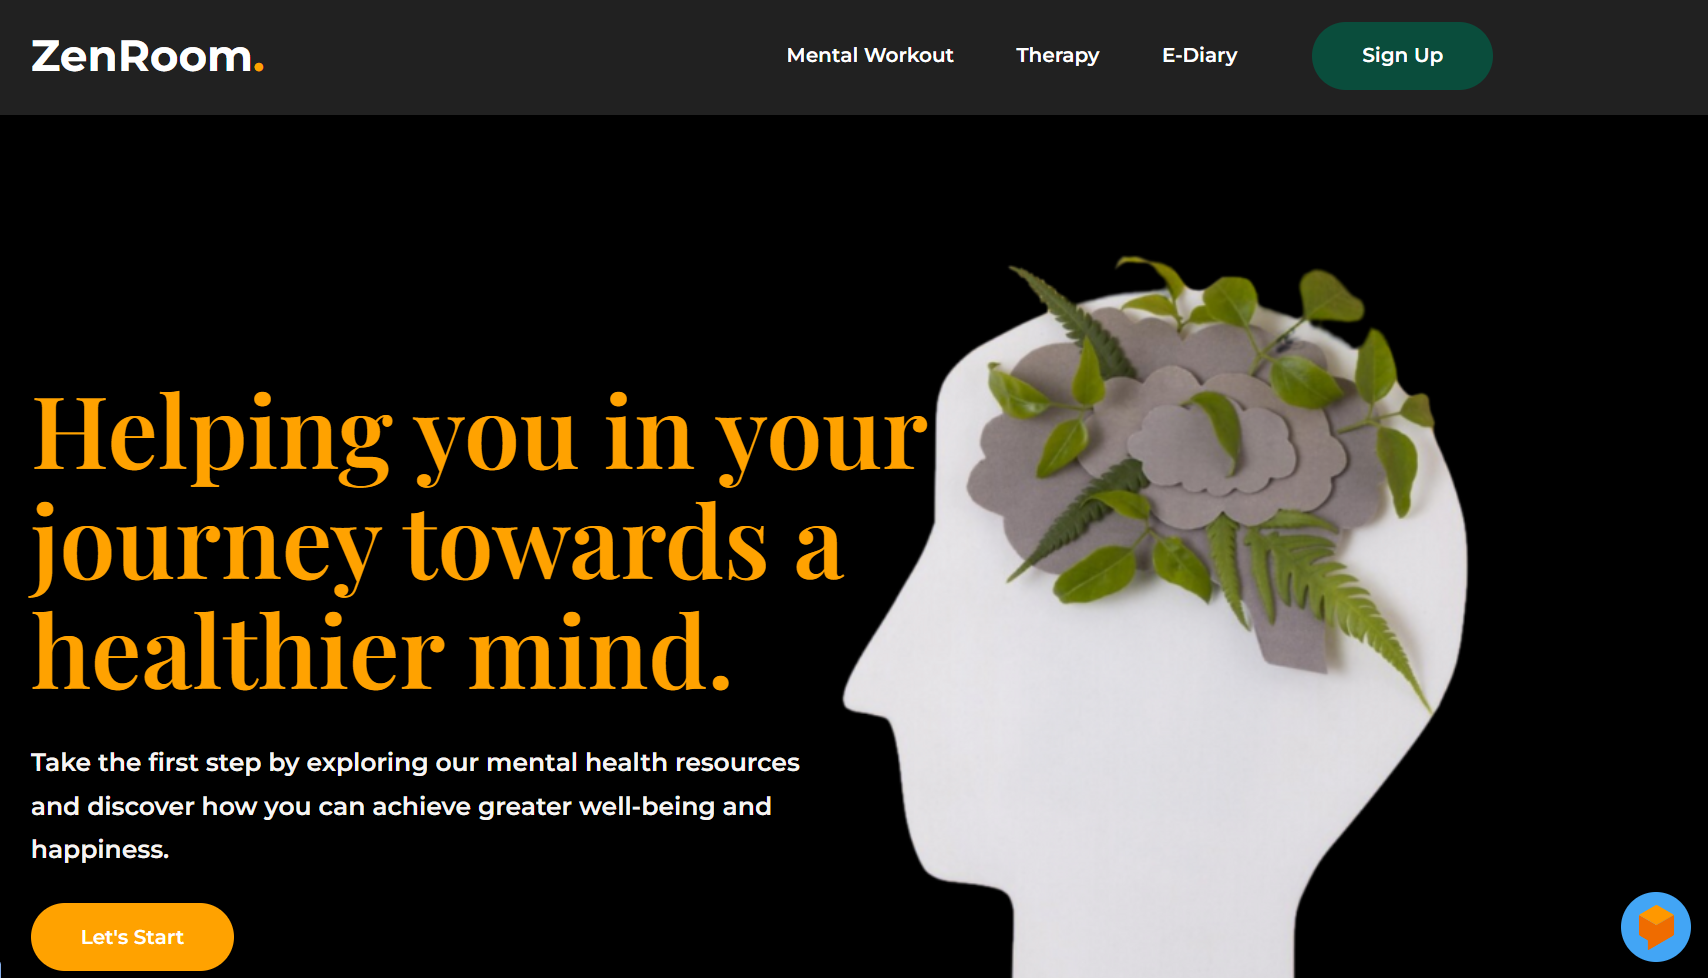 ZenRoom.
Mental Workout
Therapy
E-Diary
Sign Up
Helping you in your
journey towards a
healthier mind.
Take the first step by exploring our mental health resources
and discover how you can achieve greater well-being and
happiness.
Let's Start